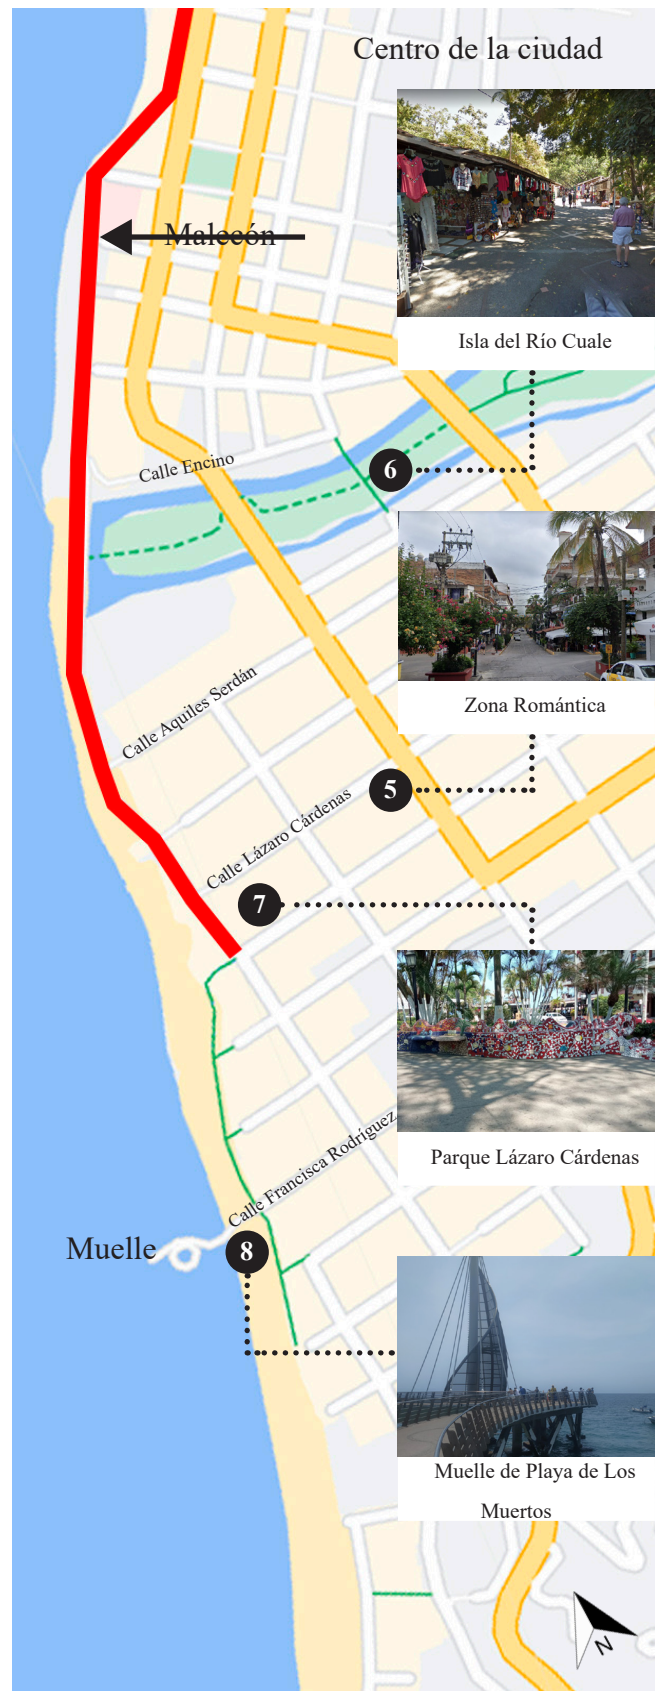 Centro de la ciudad
Malecón
Isla del Río Cuale
Calle Encino
6
Zona Romántica
Calle Aquiles Serdán
5
Calle Lázaro Cárdenas
7
Parque Lázaro Cárdenas
Calle Francisca Rodríguez
Muelle
8
Muelle de Playa de Los
Muertos
N